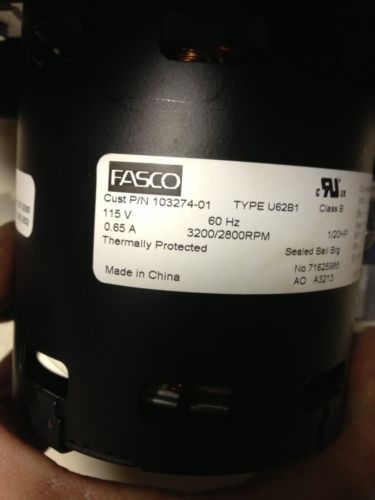 FASCO
Cust P/N 103274-01 TYPE U62B1 Class B
115 V 60 Hz
0.65 A 3200/2800RPM 1/20HP
Thermally Protected Sealed Ball Brg
No.71625965
Made in China AO A3213